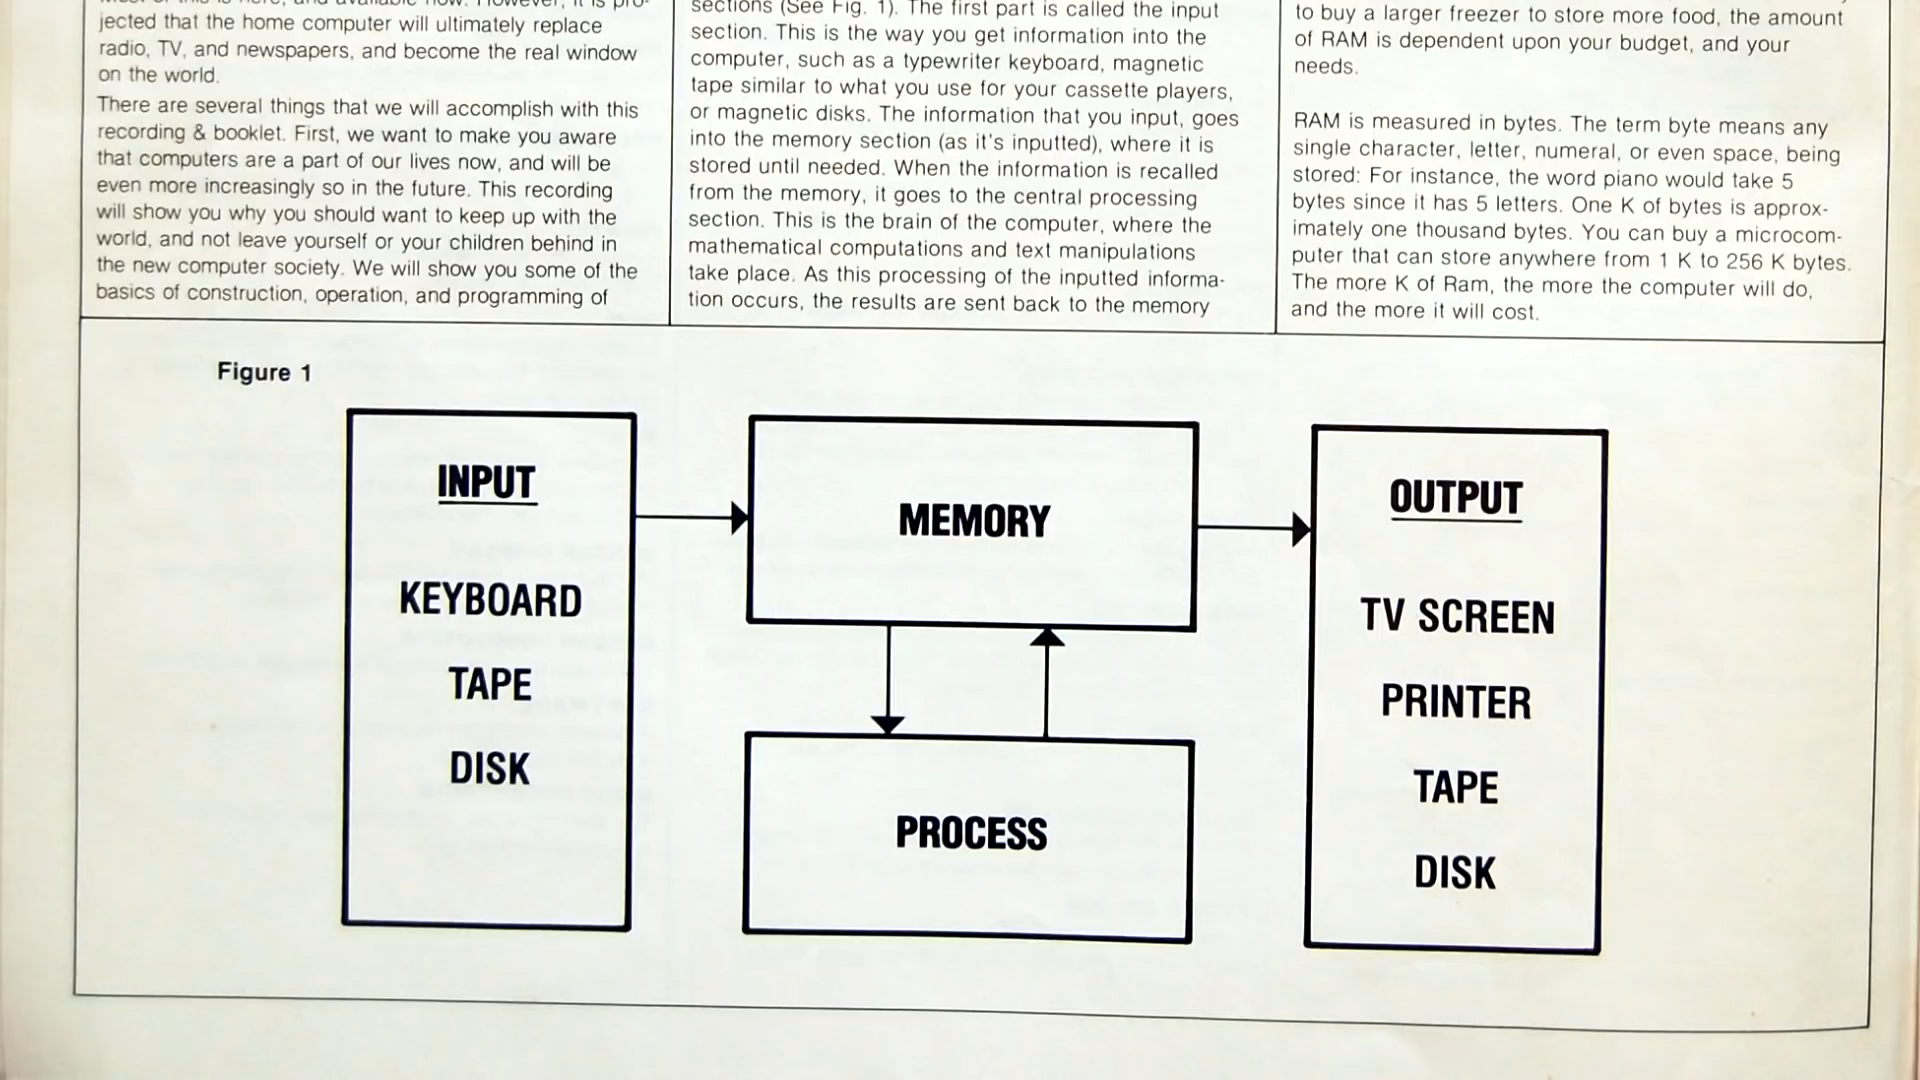 jected that the home computer will ultimately replace
radio, TV, and newspapers, and become the real window
on the world.
There are several things that we will accomplish with this
recording & booklet. First, we want to make you aware
that computers are a part of our lives now, and will be
even more increasingly so in the future. This recording
will show you why you should want to keep up with the
world, and not leave yourself or your children behind in
the new computer society. We will show you some of the
basics of construction, operation, and programming of
sections (See Fig. 1). The first part is called the input
section. This is the way you get information into the
computer, such as a typewriter keyboard, magnetic
tape similar to what you use for your cassette players,
or magnetic disks. The information that you input, goes
into the memory section (as it's inputted), where it is
stored until needed. When the information is recalled
from the memory, it goes to the central processing
section. This is the brain of the computer, where the
mathematical computations and text manipulations
take place. As this processing of the inputted informa-
tion occurs, the results are sent back to the memory
to buy a larger freezer to store more food, the amount
of RAM is dependent upon your budget, and your
needs.
RAM is measured in bytes. The term byte means any
single character, letter, numeral, or even space, being
stored: For instance, the word piano would take 5
bytes since it has 5 letters. One K of bytes is approx-
imately one thousand bytes. You can buy a microcom-
puter that can store anywhere from 1 K to 256 K bytes.
The more K of Ram, the more the computer will do,
and the more it will cost.
Figure 1
INPUT
KEYBOARD
TAPE
DISK
MEMORY
PROCESS
OUTPUT
TV SCREEN
PRINTER
TAPE
DISK